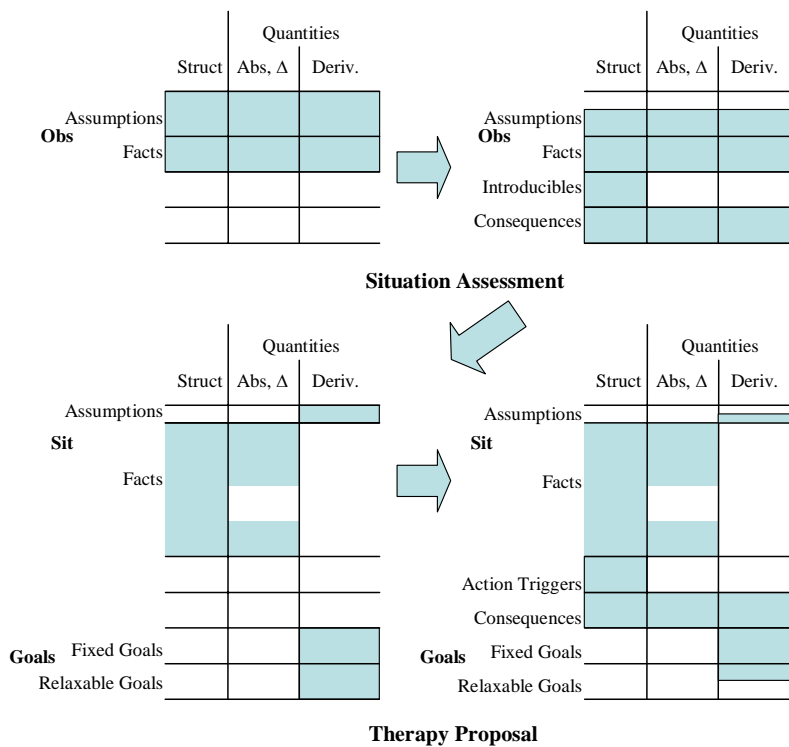 Quantities
Struct Abs, Δ Deriv.
Assumptions
Obs
Facts
Quantities
Struct Abs, Δ Deriv.
Assumptions
Obs
Facts
Introducibles
Consequences
Situation Assessment
Quantities
Struct Abs, Δ Deriv.
Assumptions
Sit
Facts
Goals
Fixed Goals
Relaxable Goals
Quantities
Struct Abs, Δ Deriv.
Assumptions
Sit
Facts
Action Triggers
Consequences
Goals
Fixed Goals
Relaxable Goals
Therapy Proposal